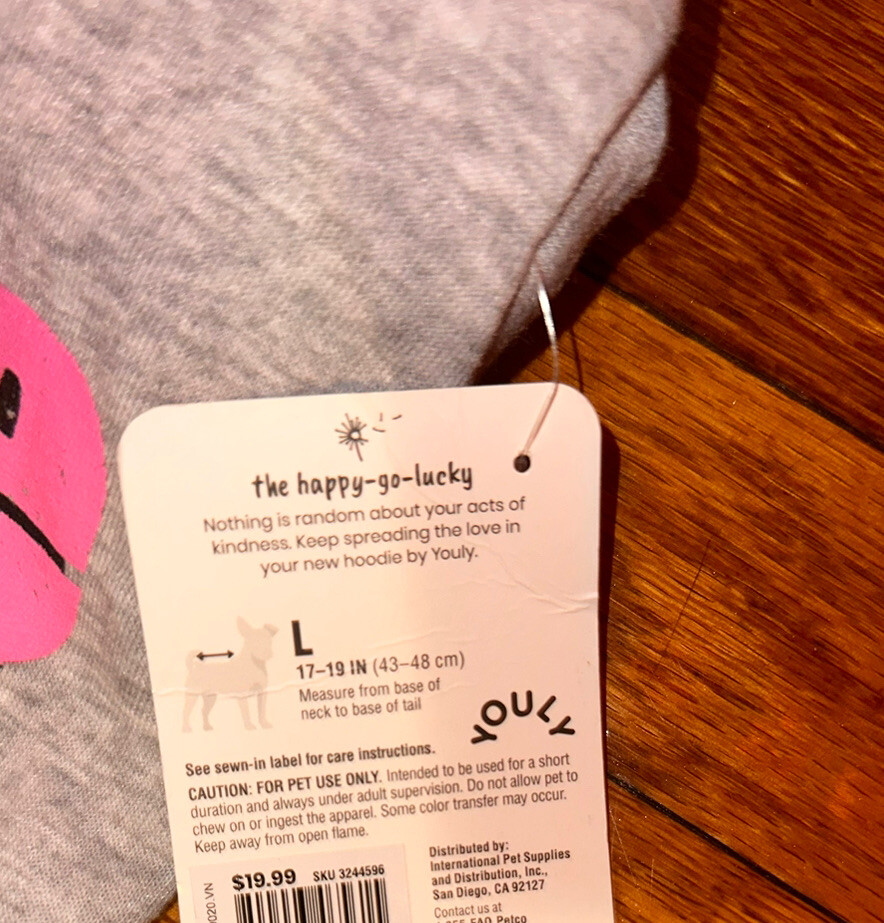 the happy-go-lucky
Nothing is random about your acts of
kindness. Keep spreading the love in
your new hoodie by Youly.
L
17–19 IN (43–48 cm)
Measure from base of
neck to base of tail
YOULY
See sewn-in label for care instructions.
CAUTION: FOR PET USE ONLY. Intended to be used for a short
duration and always under adult supervision. Do not allow pet to
chew on or ingest the apparel. Some color transfer may occur.
Keep away from open flame.
$19.99 SKU 3244596
Distributed by:
International Pet Supplies
and Distribution, Inc.,
San Diego, CA 92127
Contact us at
Petco